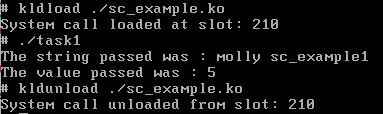 # kldload ./sc_example.ko
System call loaded at slot: 210
# ./task1
The string passed was : molly sc_example1
The value passed was : 5
# kldunload ./sc_example.ko
System call unloaded from slot: 210